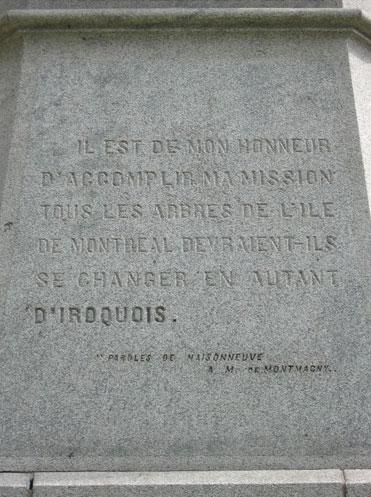 IL EST DE MON HONNEUR
D'ACCOMPLIR MA MISSION
TOUS LES ARBRES DE L'ILE
DE MONTREAL DEVRAIENT-ILS
SE CHANGER EN AUTANT
D'IROQUOIS.
"PAROLES DE MAISONNEUVE
A M. DE MONTMAGNY..